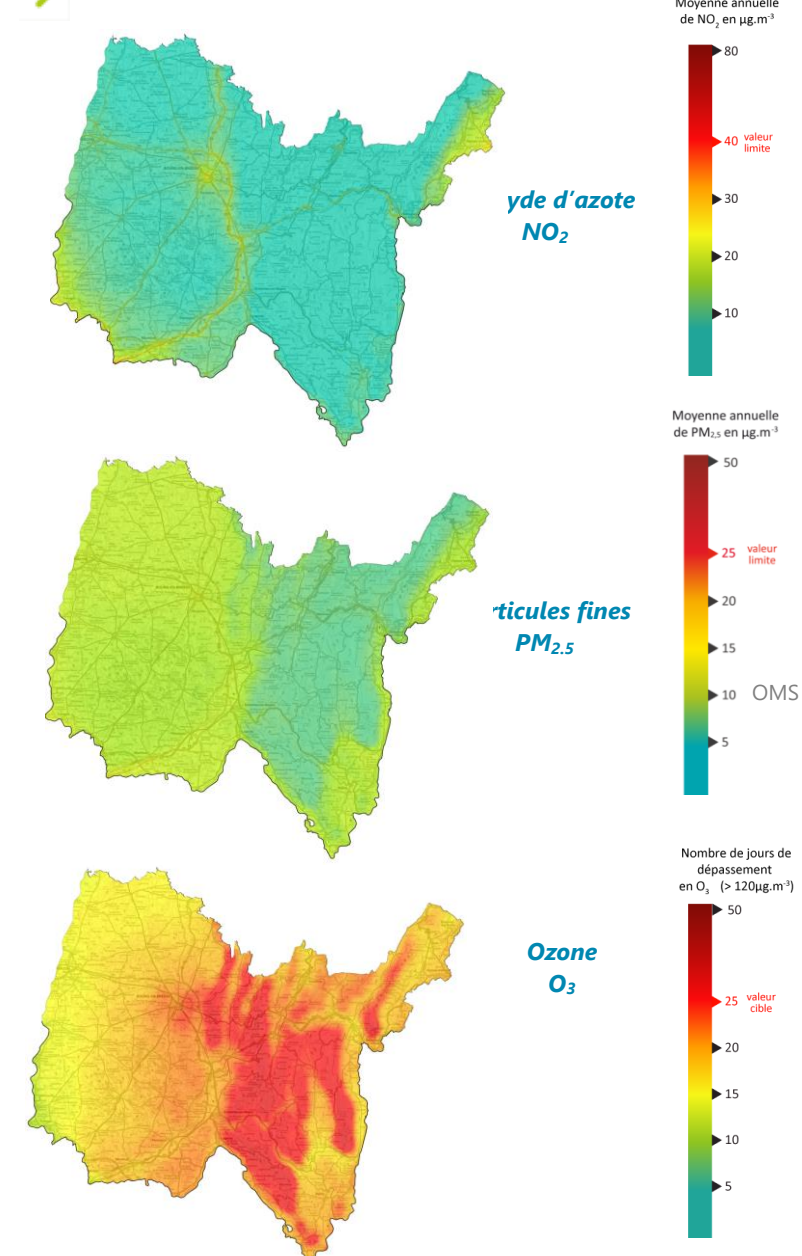 Moyenne annuelle
de NO2 en µg.m-3
80
40 valeur
limite
30
20
10
yde d'azote
NO2
Moyenne annuelle
de PM2,5 en µg.m-3
50
25 valeur
limite
20
15
10 OMS
5
rticules fines
PM2.5
Nombre de jours de
dépassement
en O3 (> 120µg.m-3)
50
25 valeur
cible
20
15
10
5
Ozone
O3